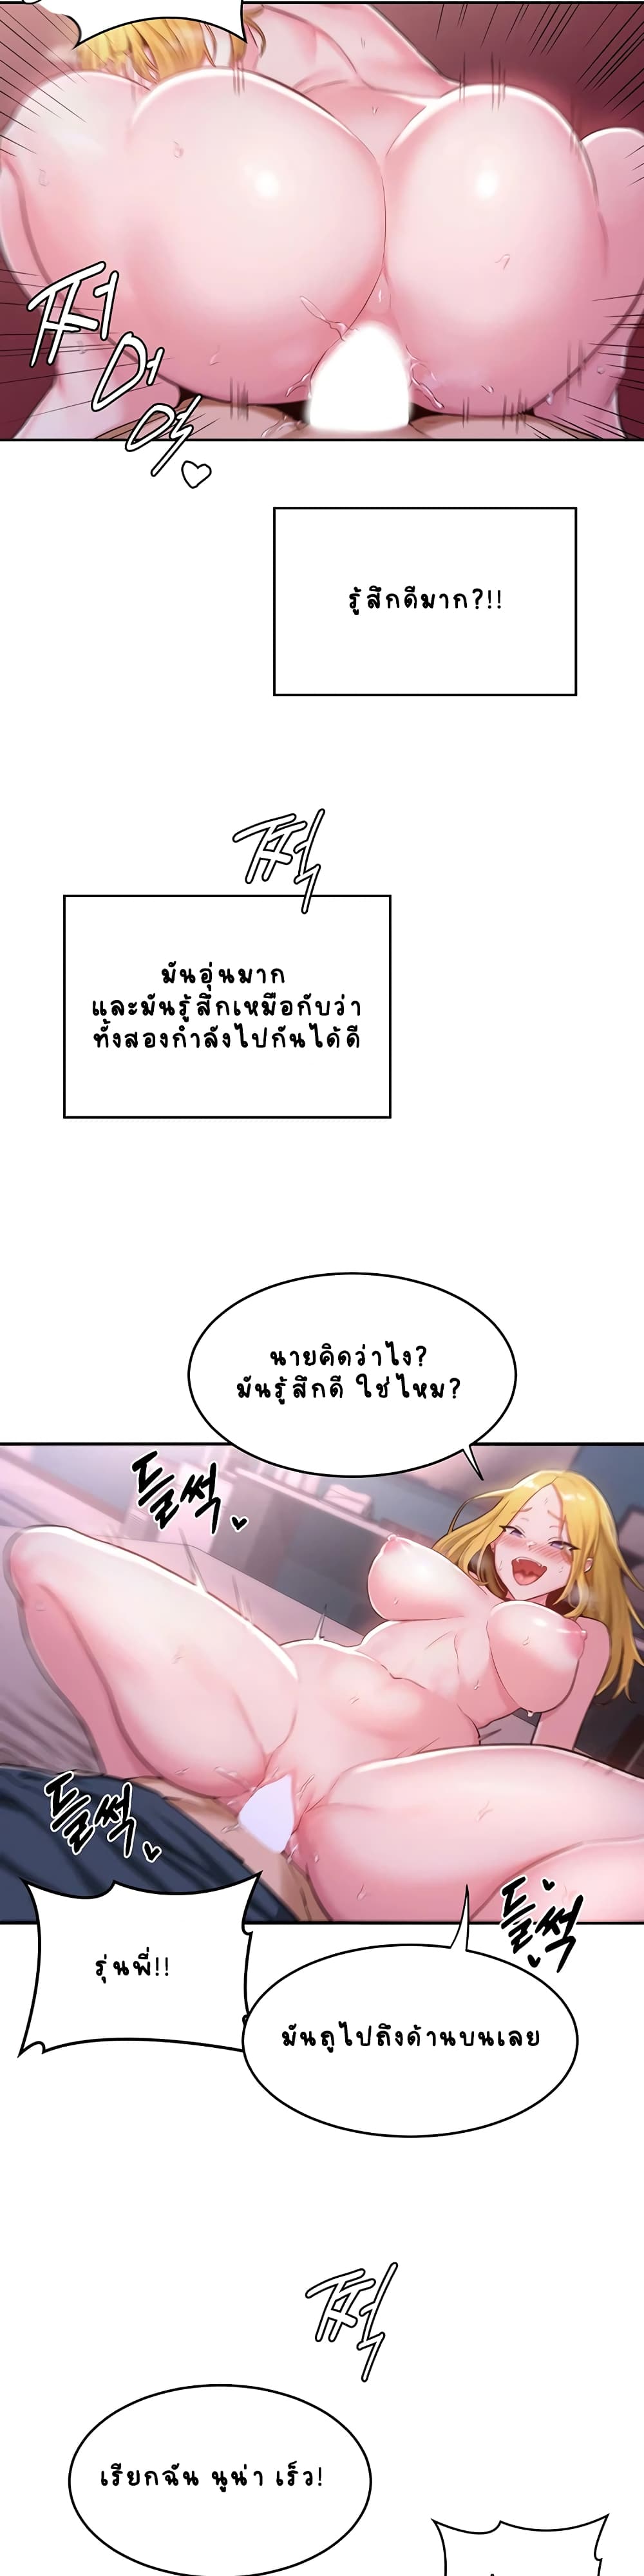 퍼
억
억
รู้สึกดีมาก?!!
퍽
มันอุ่นมาก
และมันรู้สึกเหมือกับว่า
ทั้งสองกำลังไปกันได้ดี
นายคิดว่าไง?
มันรู้สึกดี ใช่ไหม?
들썩
들썩
들썩
รุ่นพี่!!
มันถูไปถึงด้านบนเลย
퍽
เรียกฉัน นูน่า เร็ว!